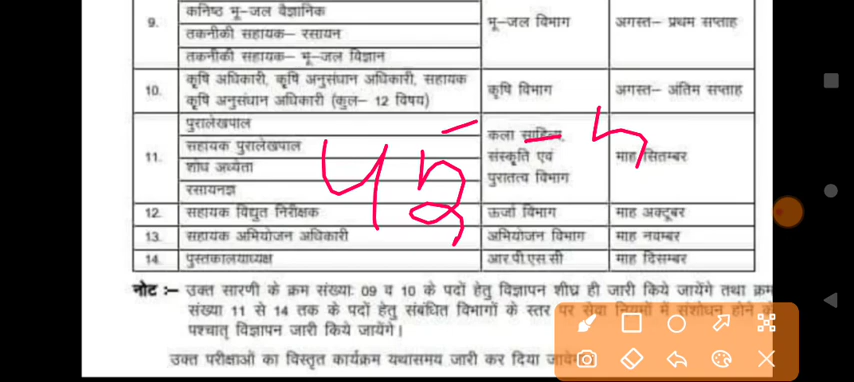 9. कनिष्ठ भू-जल वैज्ञानिक
तकनीकी सहायक- रसायन
तकनीकी सहायक- भू-जल विज्ञान
भू-जल विभाग
अगस्त- प्रथम सप्ताह
10. कृषि अधिकारी, कृषि अनुसंधान अधिकारी, सहायक
कृषि अनुसंधान अधिकारी (कुल- 12 विषय)
कृषि विभाग
अगस्त- अंतिम सप्ताह
11. पुरालेखपाल
सहायक पुरालेखपाल
शोध अध्येता
रसायनज्ञ
कला साहित्य,
संस्कृति एवं
पुरातत्व विभाग
माह सितम्बर
12. सहायक विद्युत निरीक्षक ऊर्जा विभाग माह अक्टूबर
13. सहायक अभियोजन अधिकारी अभियोजन विभाग माह नवम्बर
14. पुस्तकालयाध्यक्ष आर.पी.एस.सी माह दिसम्बर
नोट :- उक्त सारणी के क्रम संख्या: 09 व 10 के पदों हेतु विज्ञापन शीघ्र ही जारी किये जायेंगे तथा क्रम
संख्या 11 से 14 तक के पदों हेतु संबंधित विभागों के स्तर पर सेवा नियमों में संशोधन होने के
पश्चात् विज्ञापन जारी किये जायेंगे।
उक्त परीक्षाओं का विस्तृत कार्यक्रम यथासमय जारी कर दिया